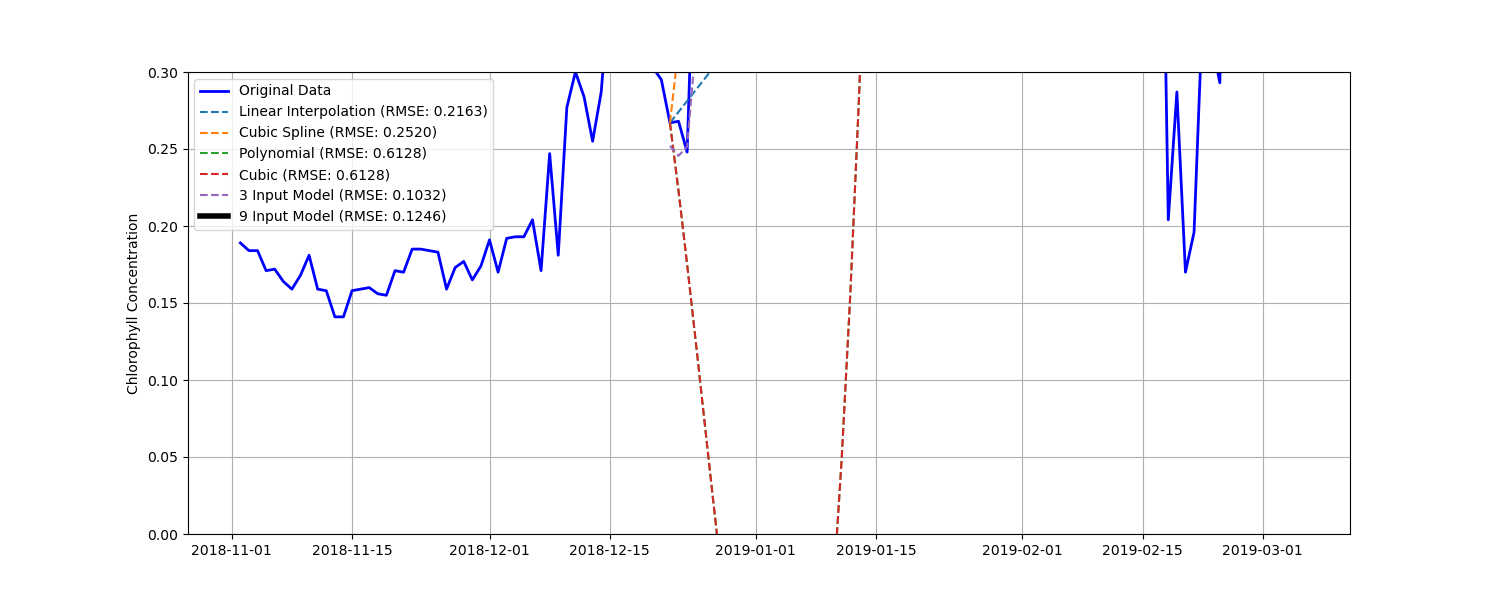 Original Data
Linear Interpolation (RMSE: 0.2163)
Cubic Spline (RMSE: 0.2520)
Polynomial (RMSE: 0.6128)
Cubic (RMSE: 0.6128)
3 Input Model (RMSE: 0.1032)
9 Input Model (RMSE: 0.1246)
Chlorophyll Concentration
0.30
0.25
0.20
0.15
0.10
0.05
0.00
2018-11-01 2018-11-15 2018-12-01 2018-12-15 2019-01-01 2019-01-15 2019-02-01 2019-02-15 2019-03-01